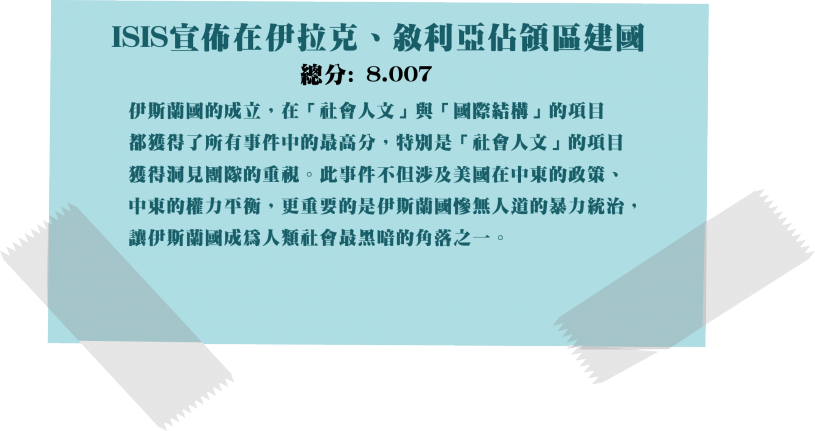 ISIS宣佈在伊拉克、敘利亞佔領區建國
總分: 8.007
伊斯蘭國的成立，在「社會人文」與「國際結構」的項目
都獲得了所有事件中的最高分，特別是「社會人文」的項目
獲得洞見團隊的重視。此事件不但涉及美國在中東的政策、
中東的權力平衡，更重要的是伊斯蘭國慘無人道的暴力統治，
讓伊斯蘭國成為人類社會最黑暗的角落之一。